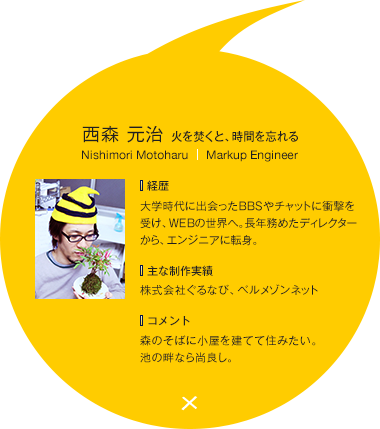 西森 元治 火を焚くと、時間を忘れる
Nishimori Motoharu | Markup Engineer
経歴
大学時代に出会ったBBSやチャットに衝撃を
受け、WEBの世界へ。長年務めたディレクター
から、エンジニアに転身。
主な制作実績
株式会社ぐるなび、ベルメゾンネット
コメント
森のそばに小屋を建てて住みたい。
池の畔なら尚良し。